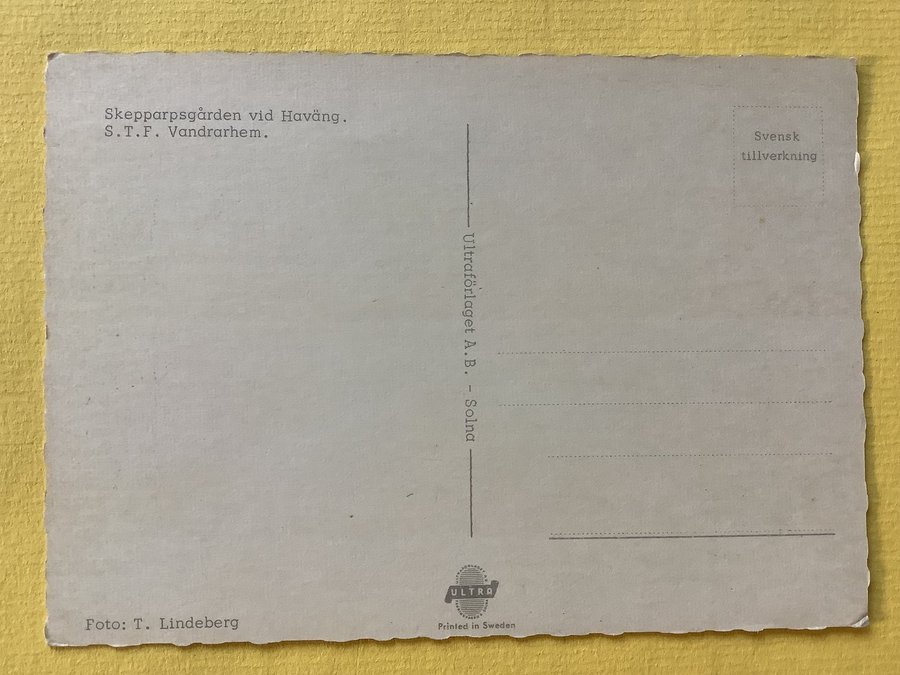 Skepparpsgården vid Haväng.
S.T.F. Vandrarhem.
Svensk
tillverkning
Ultraförlaget A.B. - Solna
ULTRA
Printed in Sweden
Foto: T. Lindeberg